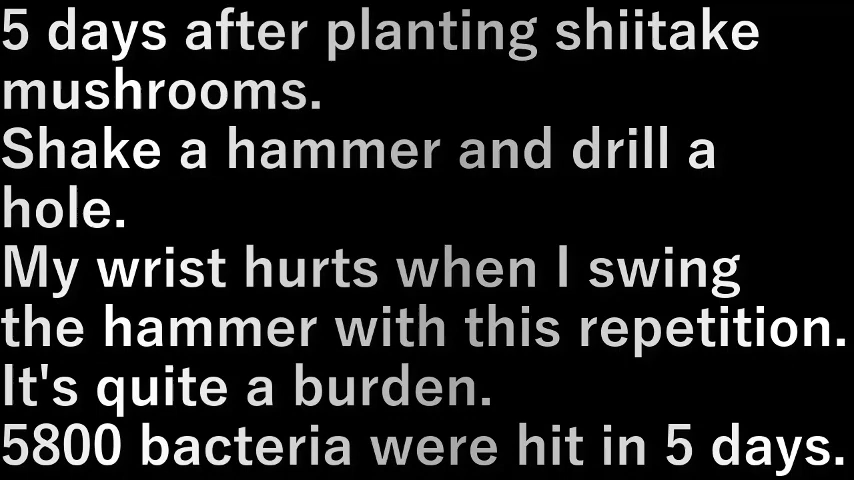 5 days after planting shiitake
mushrooms.
Shake a hammer and drill a
hole.
My wrist hurts when I swing
the hammer with this repetition.
It's quite a burden.
5800 bacteria were hit in 5 days.